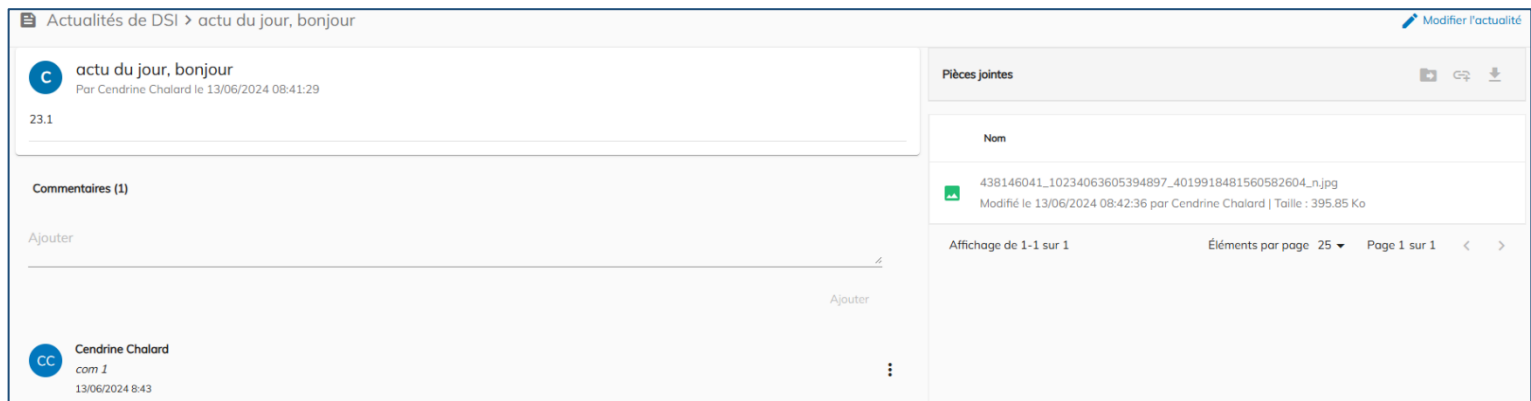 Actualités de DSI > actu du jour, bonjour
Modifier l'actualité
C
actu du jour, bonjour
Par Cendrine Chalard le 13/06/2024 08:41:29
23.1
Commentaires (1)
Ajouter
Ajouter
CC
Cendrine Chalard
com 1
13/06/2024 8:43
Pièces jointes
Nom
438146041_10234063605394897_4019918481560582604_n.jpg
Modifié le 13/06/2024 08:42:36 par Cendrine Chalard | Taille : 395.85 Ko
Affichage de 1-1 sur 1
Éléments par page 25
Page 1 sur 1